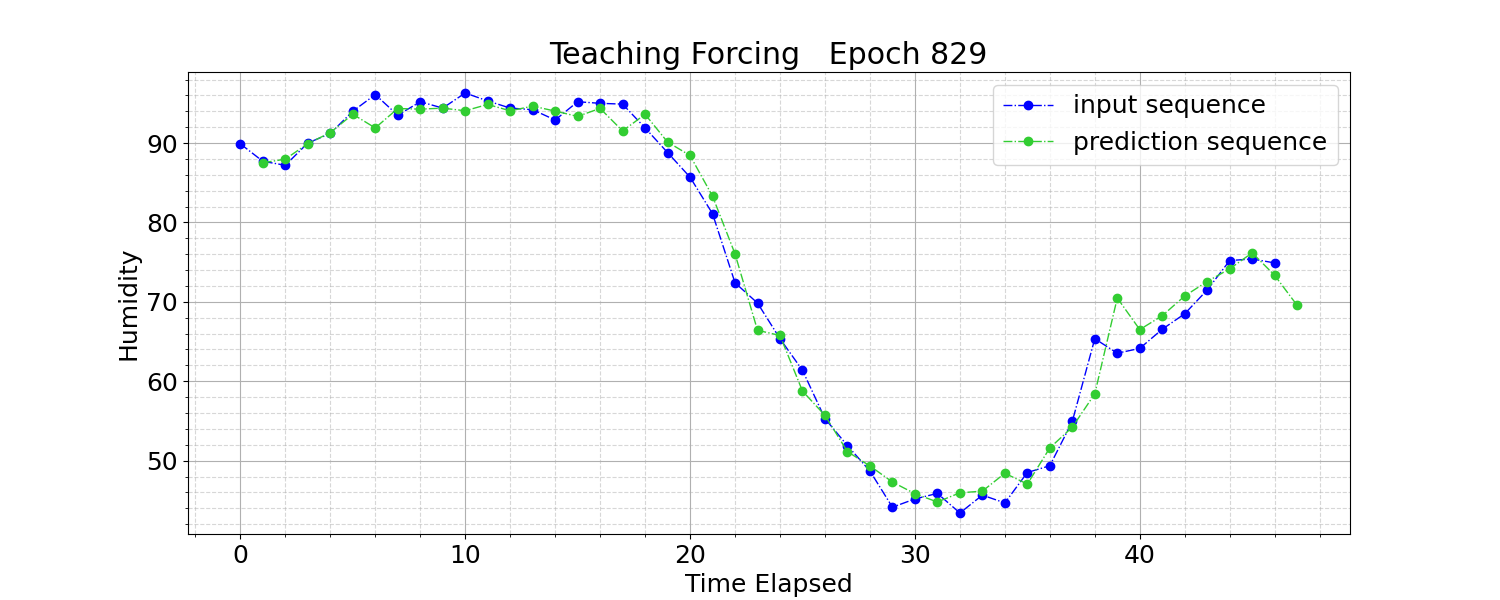 Teaching Forcing   Epoch 829
input sequence
prediction sequence
Humidity
90
80
70
60
50
0 10 20 30 40
Time Elapsed